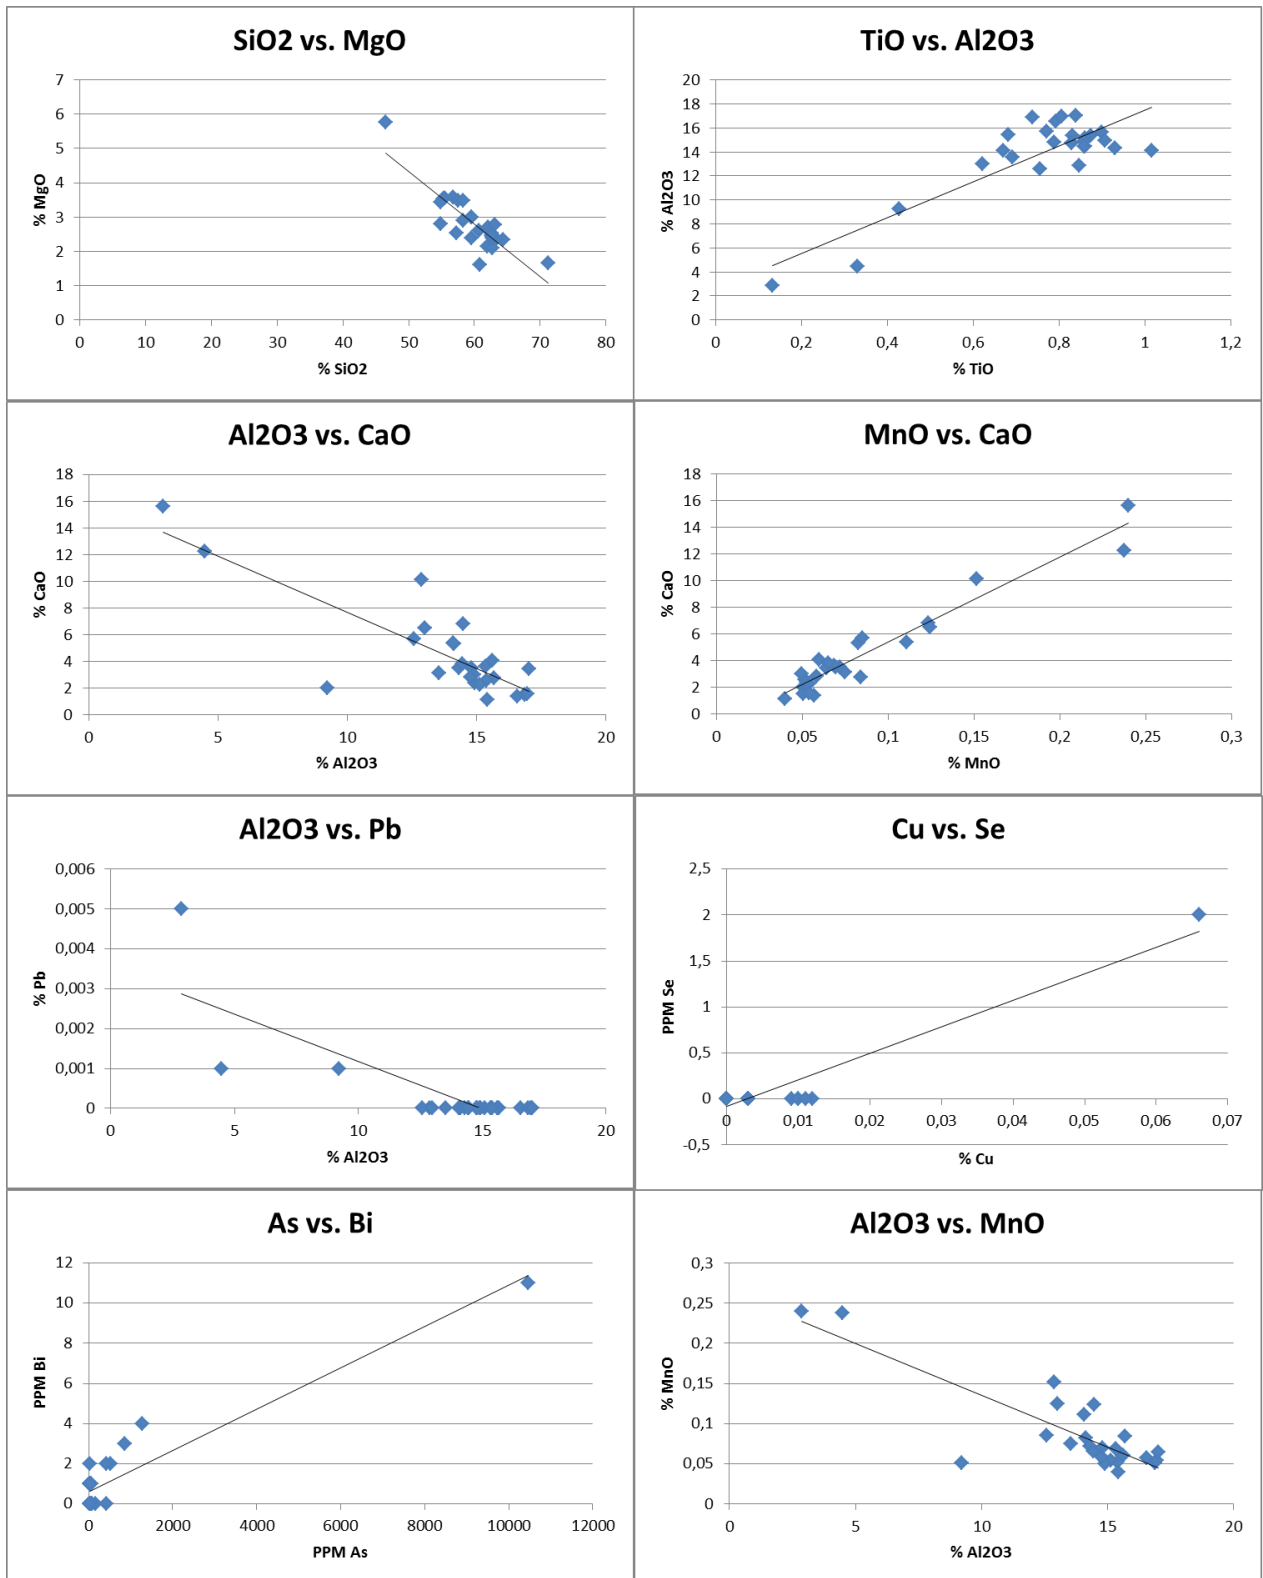 SiO2 vs. MgO
% MgO
7
6
5
4
3
2
1
0
0 10 20 30 40 50 60 70 80
% SiO2
TiO vs. Al2O3
% Al2O3
20
18
16
14
12
10
8
6
4
2
0
0 0,2 0,4 0,6 0,8 1 1,2
% TiO
Al2O3 vs. CaO
% CaO
18
16
14
12
10
8
6
4
2
0
0 5 10 15 20
% Al2O3
MnO vs. CaO
% CaO
18
16
14
12
10
8
6
4
2
0
0 0,05 0,1 0,15 0,2 0,25 0,3
% MnO
Al2O3 vs. Pb
% Pb
0,006
0,005
0,004
0,003
0,002
0,001
0
0 5 10 15 20
% Al2O3
Cu vs. Se
PPM Se
2,5
2
1,5
1
0,5
0
-0,5
0 0,01 0,02 0,03 0,04 0,05 0,06 0,07
% Cu
As vs. Bi
PPM Bi
12
10
8
6
4
2
0
0 2000 4000 6000 8000 10000 12000
PPM As
Al2O3 vs. MnO
% MnO
0,3
0,25
0,2
0,15
0,1
0,05
0
0 5 10 15 20
% Al2O3